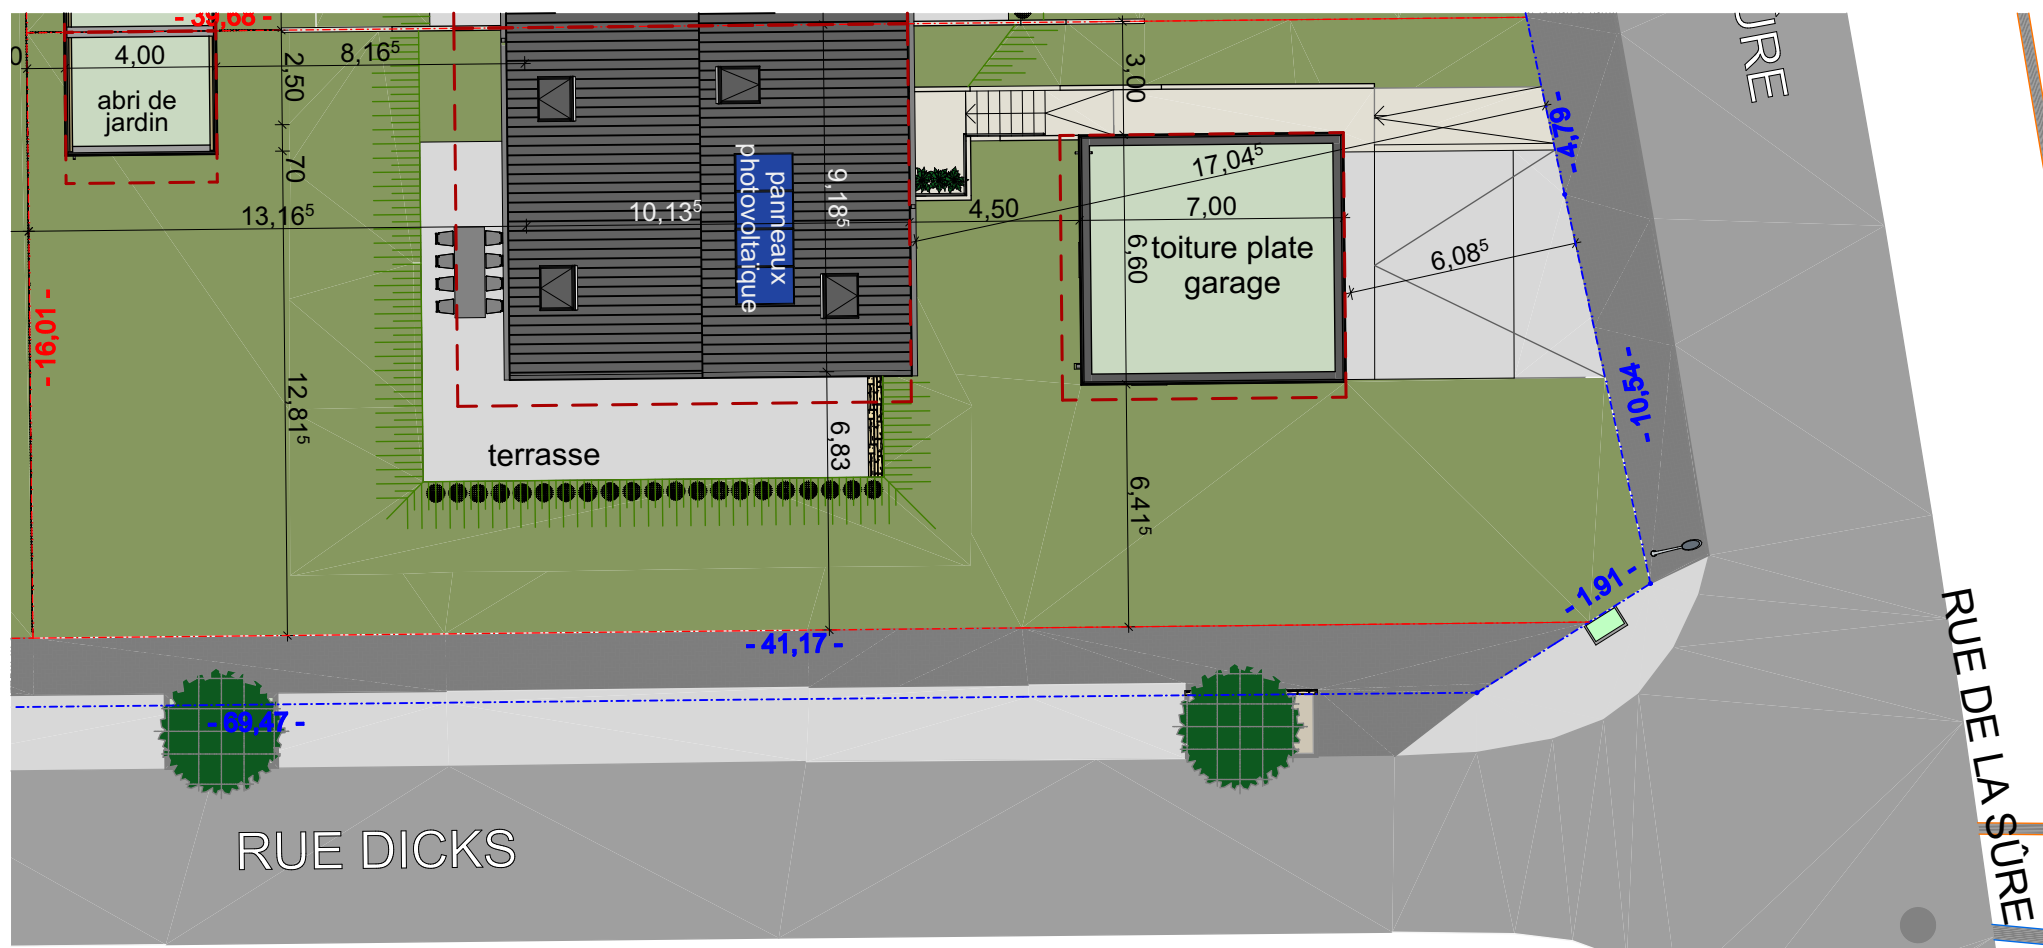 - 39,68 -
4,00
8,16⁵
2,50
3,00
abri de
jardin
70
- 4,79 -
17,04⁵
panneaux
photovoltaique
9,18⁵
13,16⁵
10,13⁵
4,50
7,00
6,60
toiture plate
garage
6,08⁵
- 16,01 -
12,81⁵
- 10,54 -
terrasse
6,83
6,41⁵
- 1.91 -
- 41,17 -
- 69,47 -
RUE DICKS
RUE DE LA SÛRE